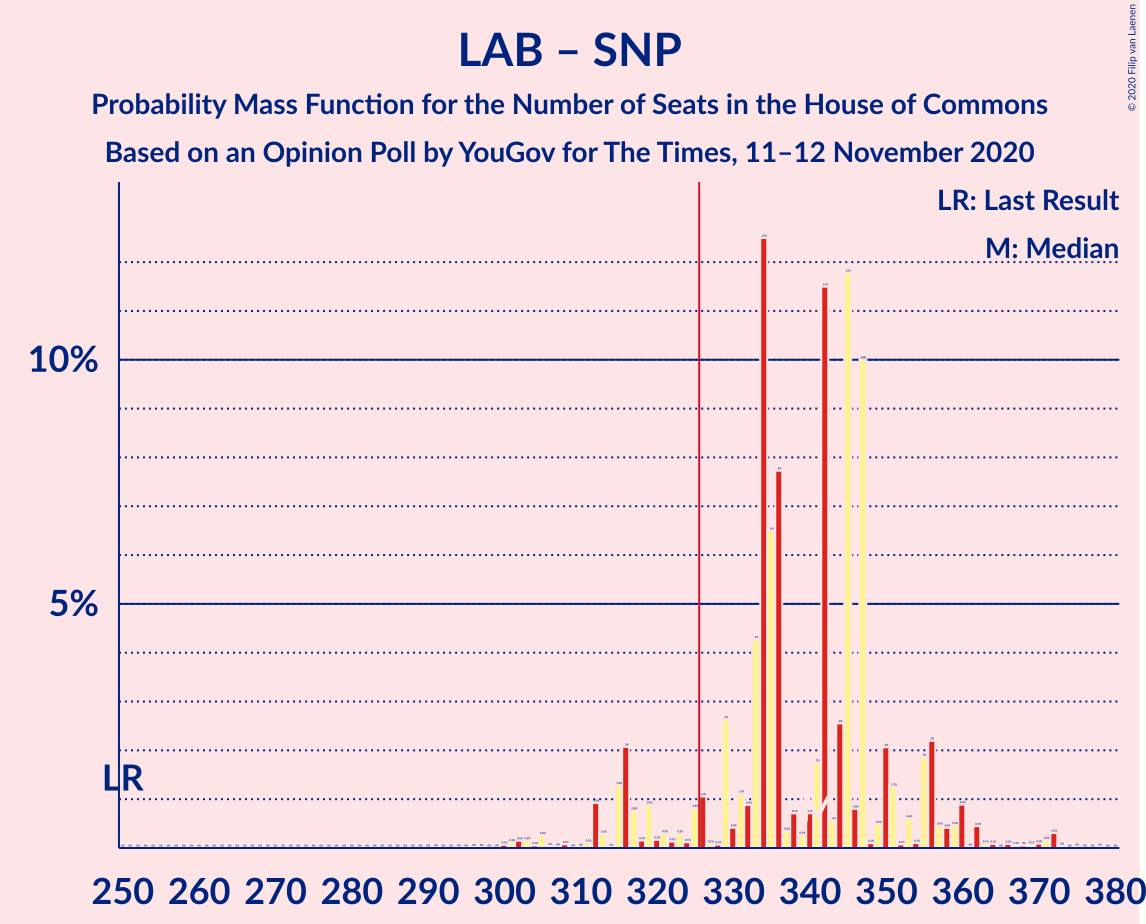 LAB – SNP
Probability Mass Function for the Number of Seats in the House of Commons
Based on an Opinion Poll by YouGov for The Times, 11–12 November 2020
© 2020 Filip van Laenen
LR: Last Result
M: Median
10%
5%
LR
250 260 270 280 290 300 310 320 330 340 350 360 370 380